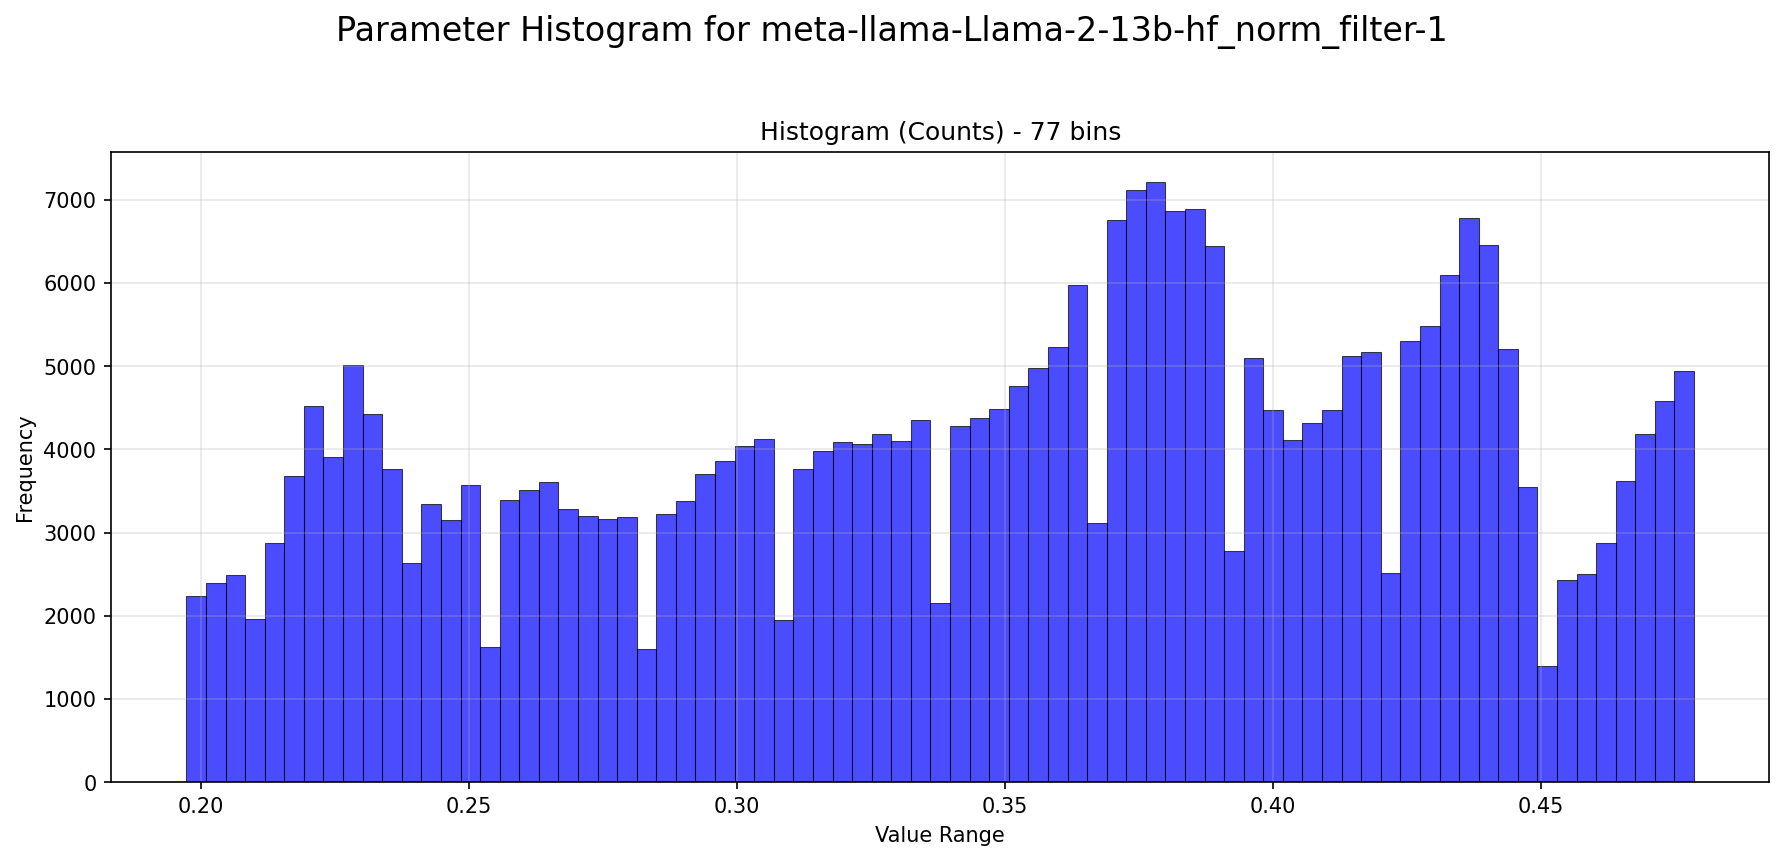 Parameter Histogram for meta-llama-Llama-2-13b-hf_norm_filter-1
Histogram (Counts) - 77 bins
Frequency
7000
6000
5000
4000
3000
2000
1000
0
0.20 0.25 0.30 0.35 0.40 0.45
Value Range